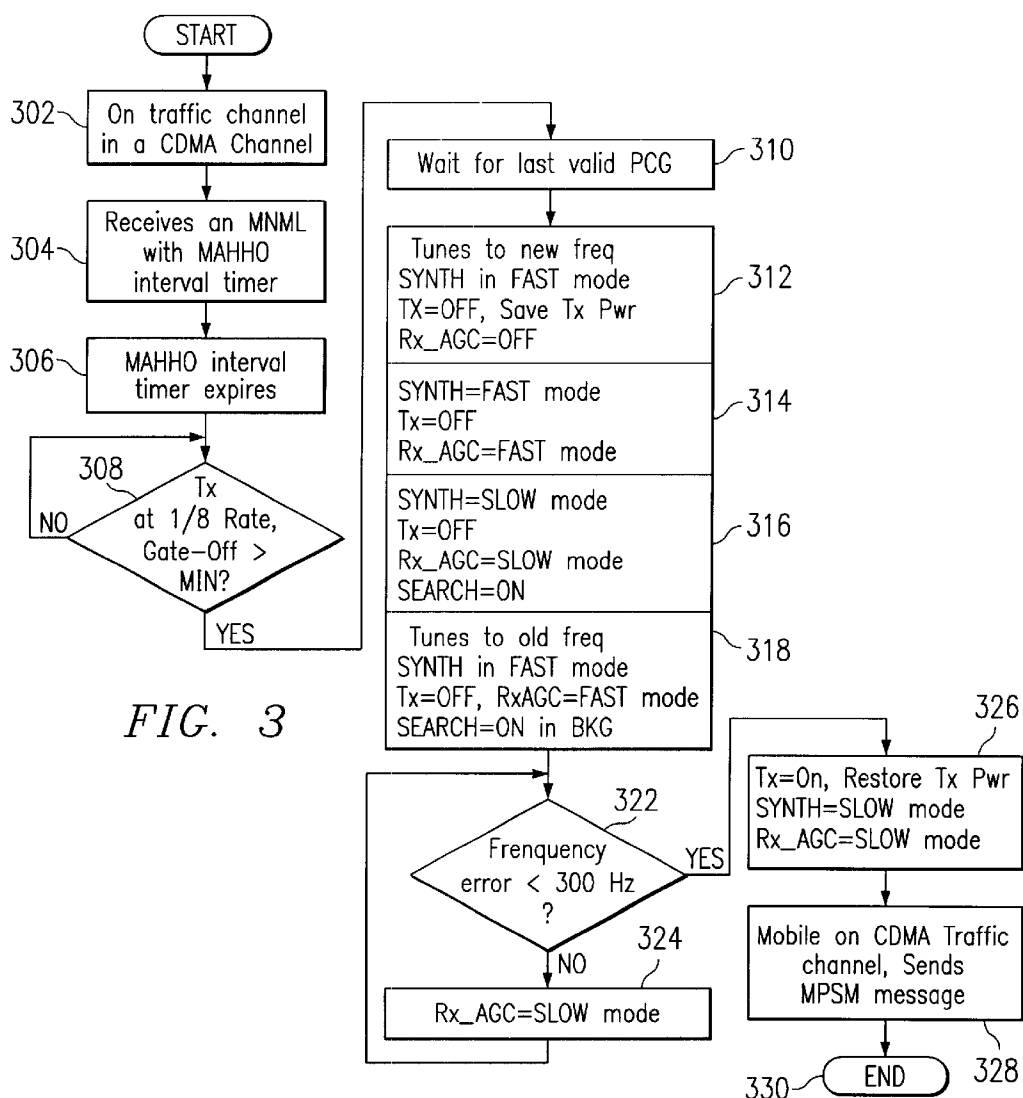 START
302
On traffic channel
in a CDMA Channel
304
Receives an MNML
with MAHHO
interval timer
306
MAHHO interval
timer expires
308
Tx
at 1/8 Rate,
Gate-Off >
MIN?
NO
YES
310
Wait for last valid PCG
312
Tunes to new freq
SYNTH in FAST mode
TX=OFF, Save Tx Pwr
Rx_AGC=OFF
314
SYNTH=FAST mode
Tx=OFF
Rx_AGC=FAST mode
316
SYNTH=SLOW mode
Tx=OFF
Rx_AGC=SLOW mode
SEARCH=ON
318
Tunes to old freq
SYNTH in FAST mode
Tx=OFF, RxAGC=FAST mode
SEARCH=ON in BKG
FIG. 3
322
Frenquency
error < 300 Hz
?
YES
NO
324
Rx_AGC=SLOW mode
326
Tx=On, Restore Tx Pwr
SYNTH=SLOW mode
Rx_AGC=SLOW mode
Mobile on CDMA Traffic
channel, Sends
MPSM message
328
330
END